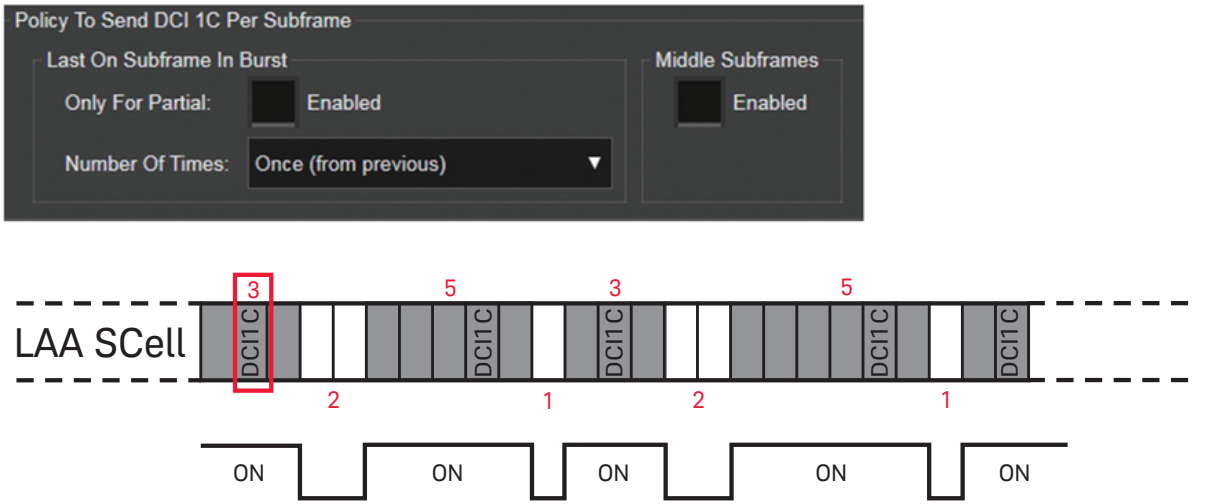 Policy To Send DCI 1C Per Subframe
Last On Subframe In Burst
Only For Partial: Enabled
Number Of Times: Once (from previous)
Middle Subframes
Enabled
3 5 3 5
LAA SCell DCI1C DCI1C DCI1C DCI1C DCI1C
2 1 2 1
ON ON ON ON ON